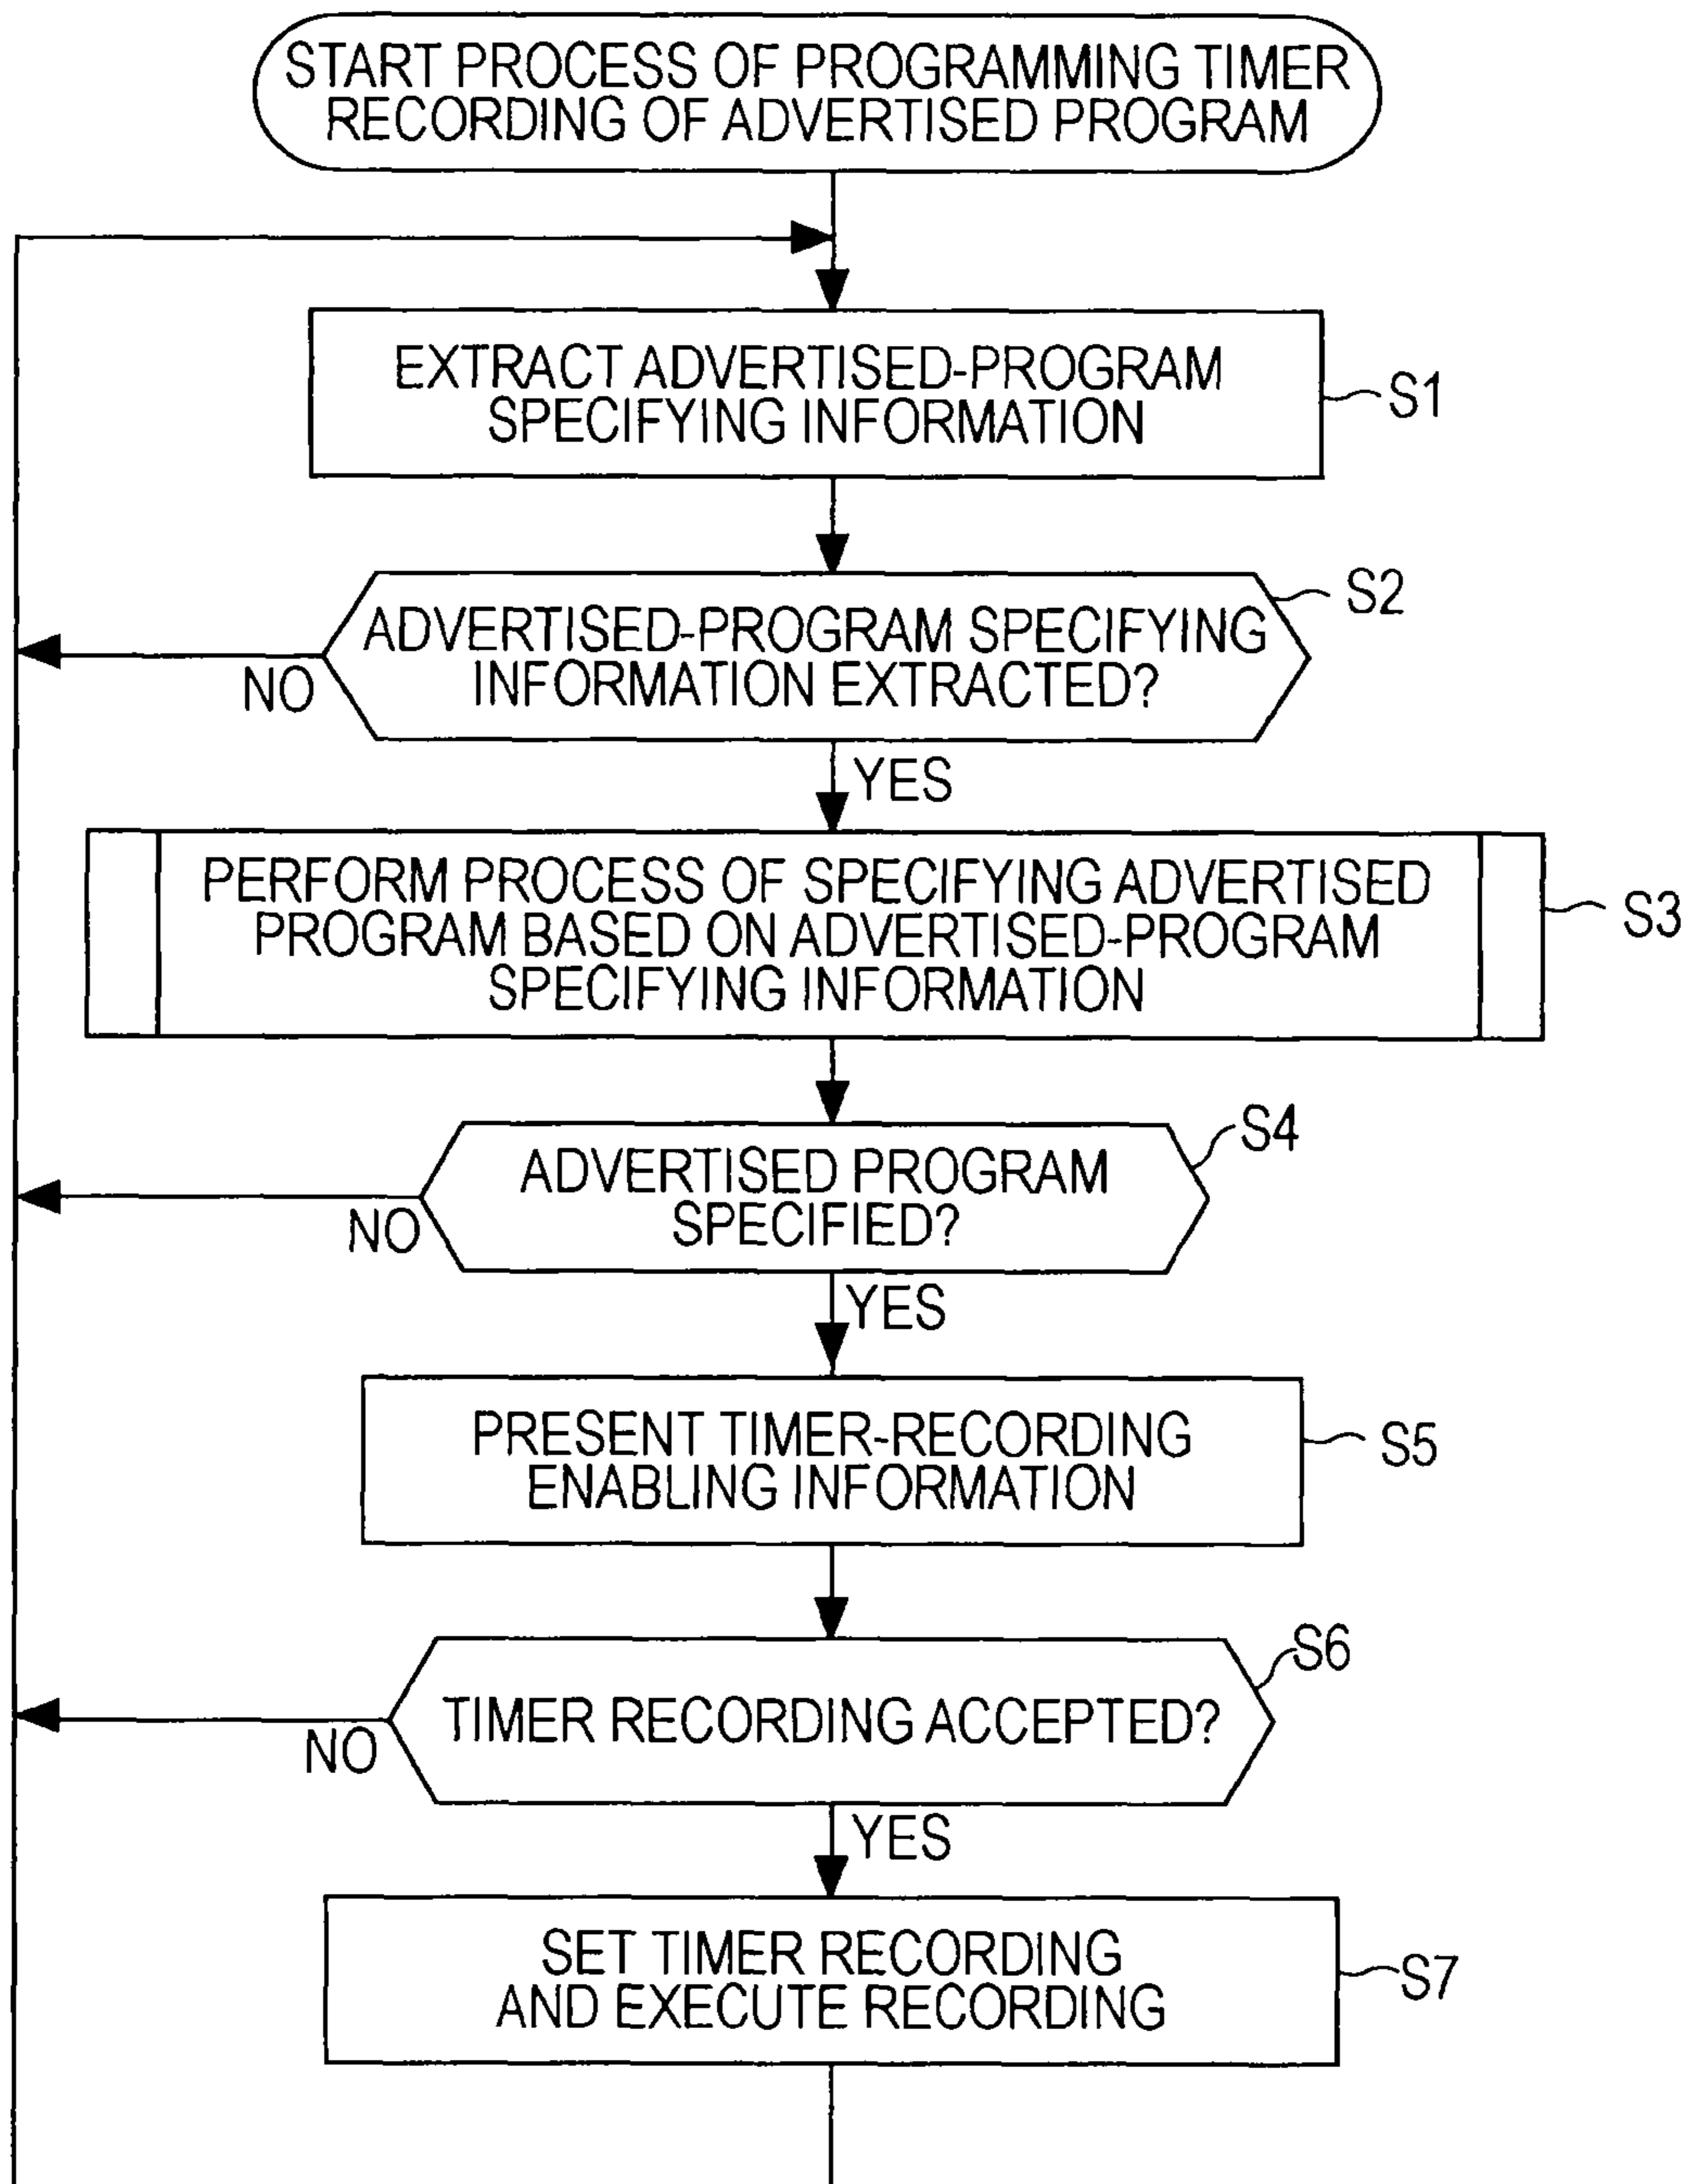 START PROCESS OF PROGRAMMING TIMER
RECORDING OF ADVERTISED PROGRAM
EXTRACT ADVERTISED-PROGRAM
SPECIFYING INFORMATION
S1
S2
ADVERTISED-PROGRAM SPECIFYING
INFORMATION EXTRACTED?
NO
YES
PERFORM PROCESS OF SPECIFYING ADVERTISED
PROGRAM BASED ON ADVERTISED-PROGRAM
SPECIFYING INFORMATION
S3
S4
ADVERTISED PROGRAM
SPECIFIED?
NO
YES
PRESENT TIMER-RECORDING
ENABLING INFORMATION
S5
S6
TIMER RECORDING ACCEPTED?
NO
YES
SET TIMER RECORDING
AND EXECUTE RECORDING
S7